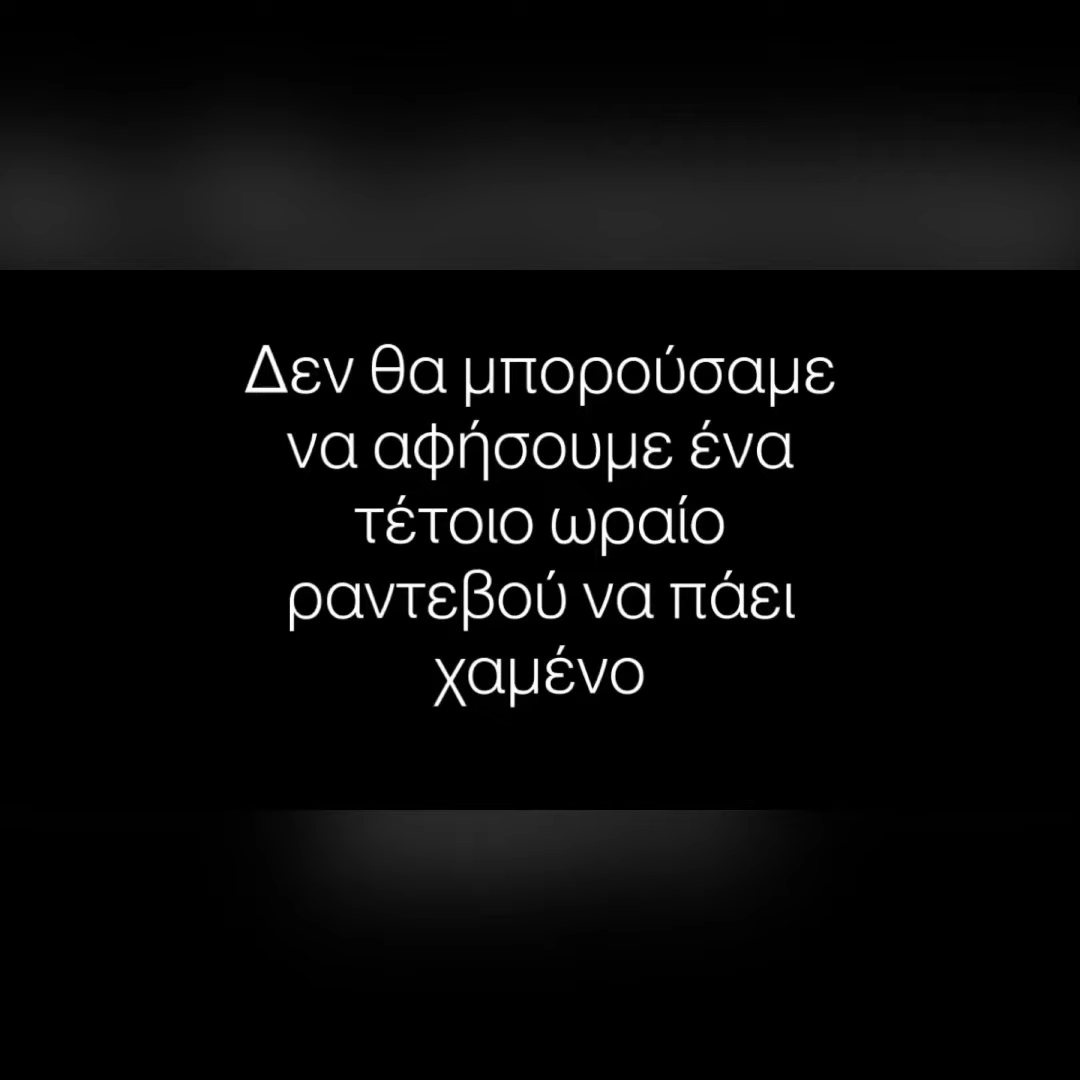 Δεν θα μπορούσαμε
να αφήσουμε ένα
τέτοιο ωραίο
ραντεβού να πάει
χαμένο